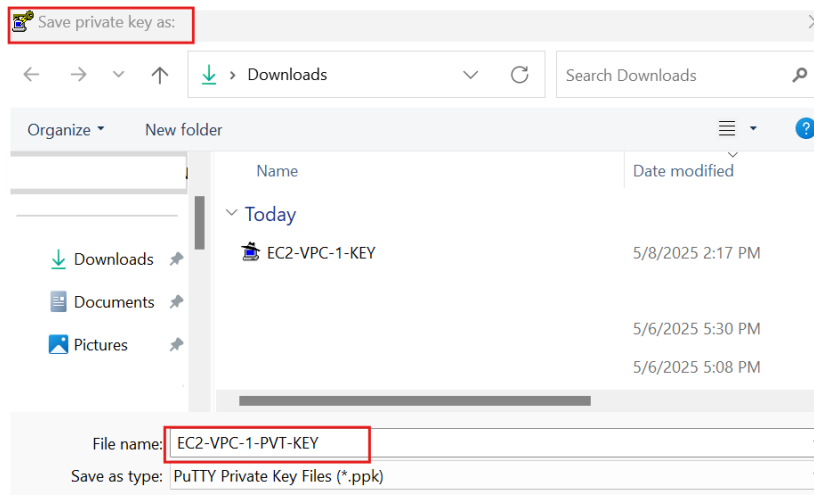 Save private key as:
Downloads
Search Downloads
Organize
New folder
Name
Date modified
Today
Downloads
EC2-VPC-1-KEY
5/8/2025 2:17 PM
Documents
5/6/2025 5:30 PM
Pictures
5/6/2025 5:08 PM
File name: EC2-VPC-1-PVT-KEY
Save as type: PuTTY Private Key Files (*.ppk)